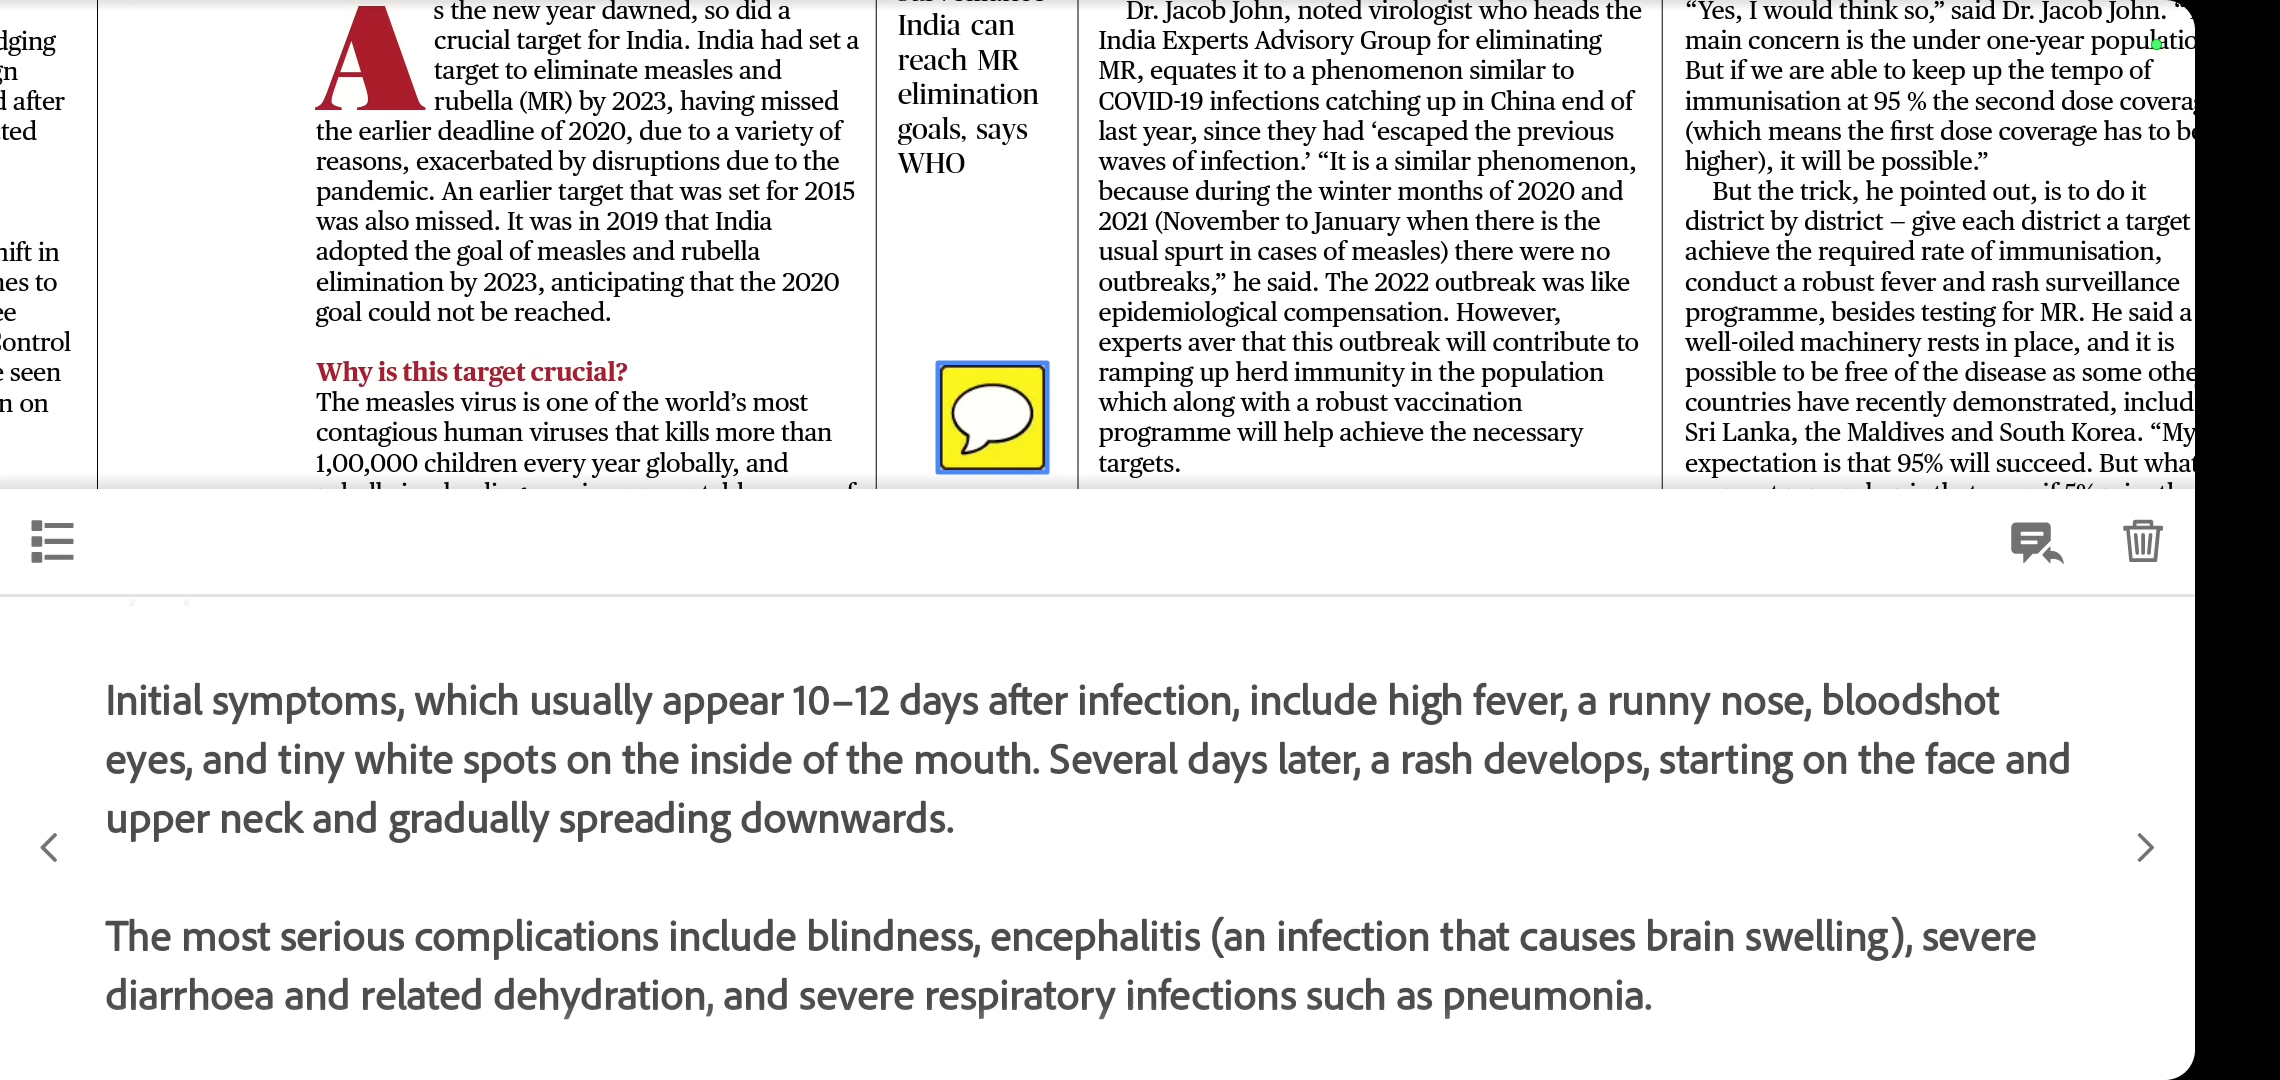 dging
gn
d after
ted
hift in
nes to
ee
Control
e seen
n on
As the new year dawned, so did a
crucial target for India. India had set a
target to eliminate measles and
rubella (MR) by 2023, having missed
the earlier deadline of 2020, due to a variety of
reasons, exacerbated by disruptions due to the
pandemic. An earlier target that was set for 2015
was also missed. It was in 2019 that India
adopted the goal of measles and rubella
elimination by 2023, anticipating that the 2020
goal could not be reached.
Why is this target crucial?
The measles virus is one of the world’s most
contagious human viruses that kills more than
1,00,000 children every year globally, and
India can
reach MR
elimination
goals, says
WHO
Dr. Jacob John, noted virologist who heads the
India Experts Advisory Group for eliminating
MR, equates it to a phenomenon similar to
COVID-19 infections catching up in China end of
last year, since they had ‘escaped the previous
waves of infection.’ “It is a similar phenomenon,
because during the winter months of 2020 and
2021 (November to January when there is the
usual spurt in cases of measles) there were no
outbreaks,” he said. The 2022 outbreak was like
epidemiological compensation. However,
experts aver that this outbreak will contribute to
ramping up herd immunity in the population
which along with a robust vaccination
programme will help achieve the necessary
targets.
“Yes, I would think so,” said Dr. Jacob John.
main concern is the under one-year populatio
But if we are able to keep up the tempo of
immunisation at 95 % the second dose covera
(which means the first dose coverage has to be
higher), it will be possible.”
But the trick, he pointed out, is to do it
district by district – give each district a target
achieve the required rate of immunisation,
conduct a robust fever and rash surveillance
programme, besides testing for MR. He said a
well-oiled machinery rests in place, and it is
possible to be free of the disease as some othe
countries have recently demonstrated, includ
Sri Lanka, the Maldives and South Korea. “My
expectation is that 95% will succeed. But what
Initial symptoms, which usually appear 10–12 days after infection, include high fever, a runny nose, bloodshot
eyes, and tiny white spots on the inside of the mouth. Several days later, a rash develops, starting on the face and
upper neck and gradually spreading downwards.
The most serious complications include blindness, encephalitis (an infection that causes brain swelling), severe
diarrhoea and related dehydration, and severe respiratory infections such as pneumonia.